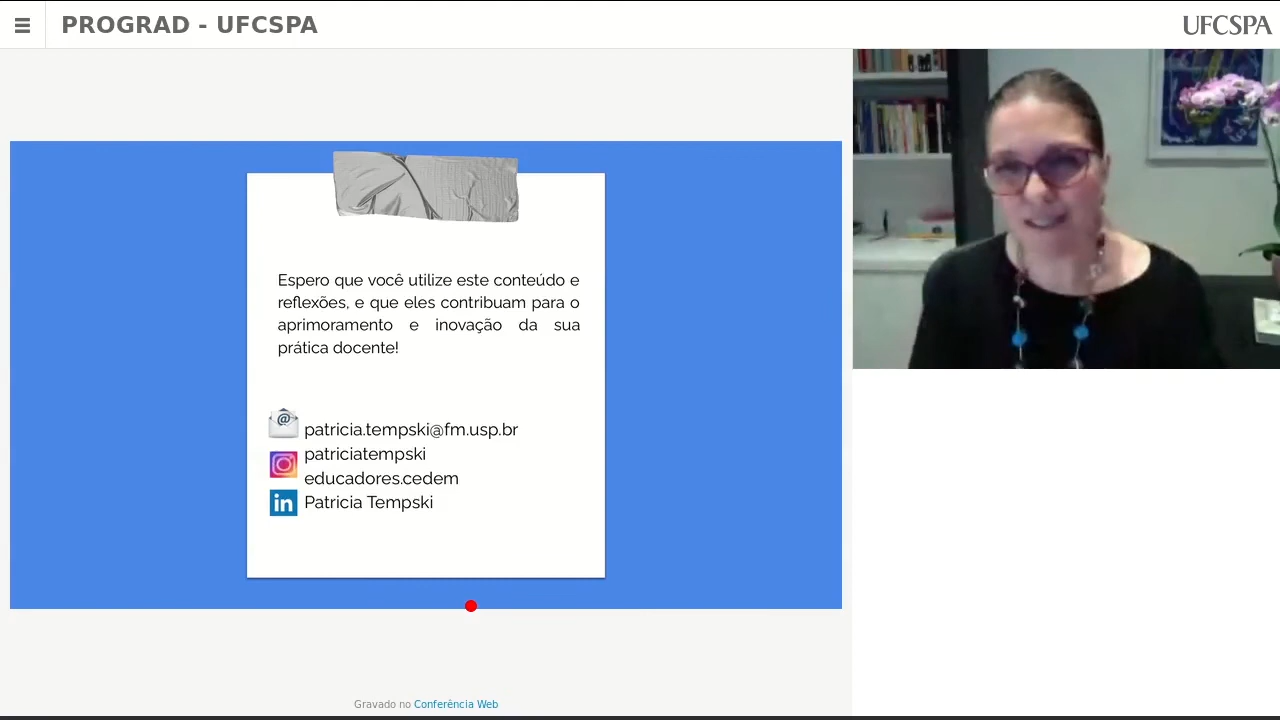 PROGRAD - UFCSPA
UFCSPA
Espero que você utilize este conteúdo e
reflexões, e que eles contribuam para o
aprimoramento e inovação da sua
prática docente!
patricia.tempski@fm.usp.br
patriciatempski
educadores.cedem
Patricia Tempski
Gravado no Conferência Web